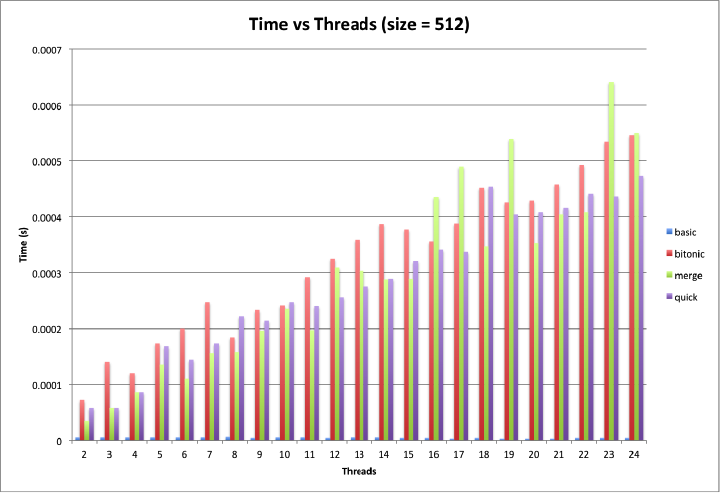 Time vs Threads (size = 512)
0.0007
0.0006
0.0005
0.0004
0.0003
0.0002
0.0001
0
Time (s)
2 3 4 5 6 7 8 9 10 11 12 13 14 15 16 17 18 19 20 21 22 23 24
Threads
basic
bitonic
merge
quick